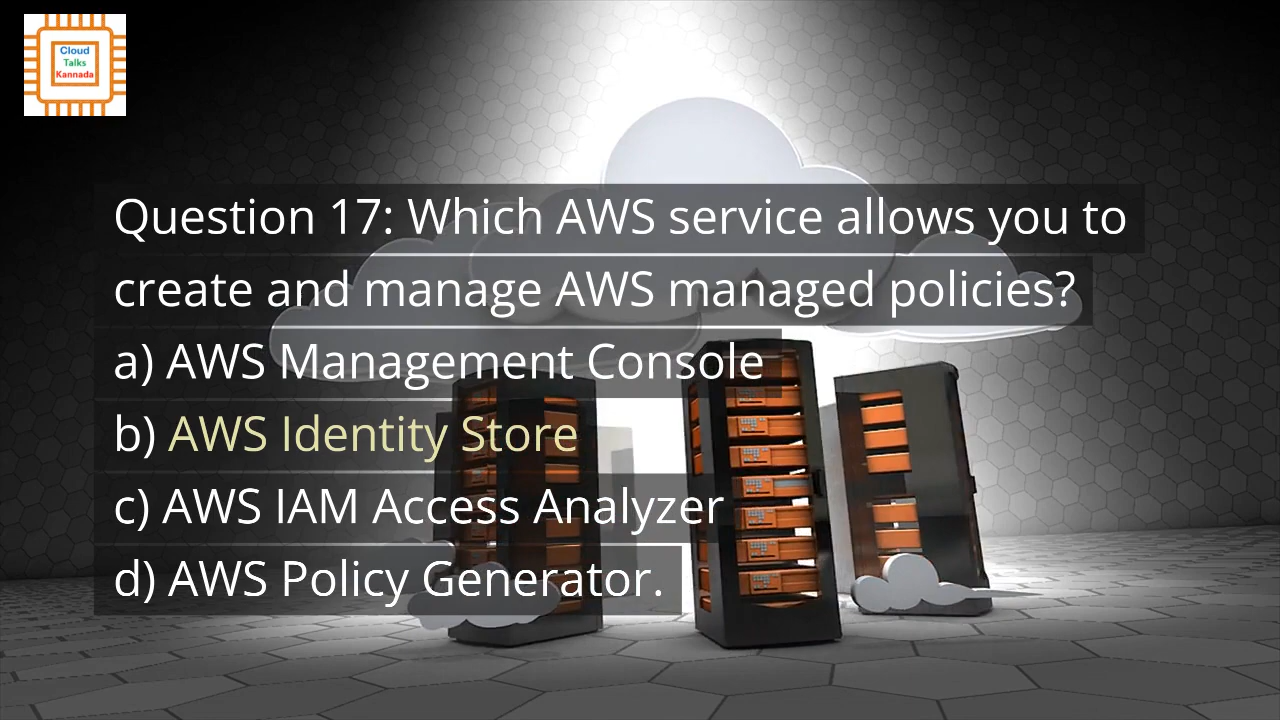 Cloud
Talks
Kannada
Question 17: Which AWS service allows you to
create and manage AWS managed policies?
a) AWS Management Console
b) AWS Identity Store
c) AWS IAM Access Analyzer
d) AWS Policy Generator.